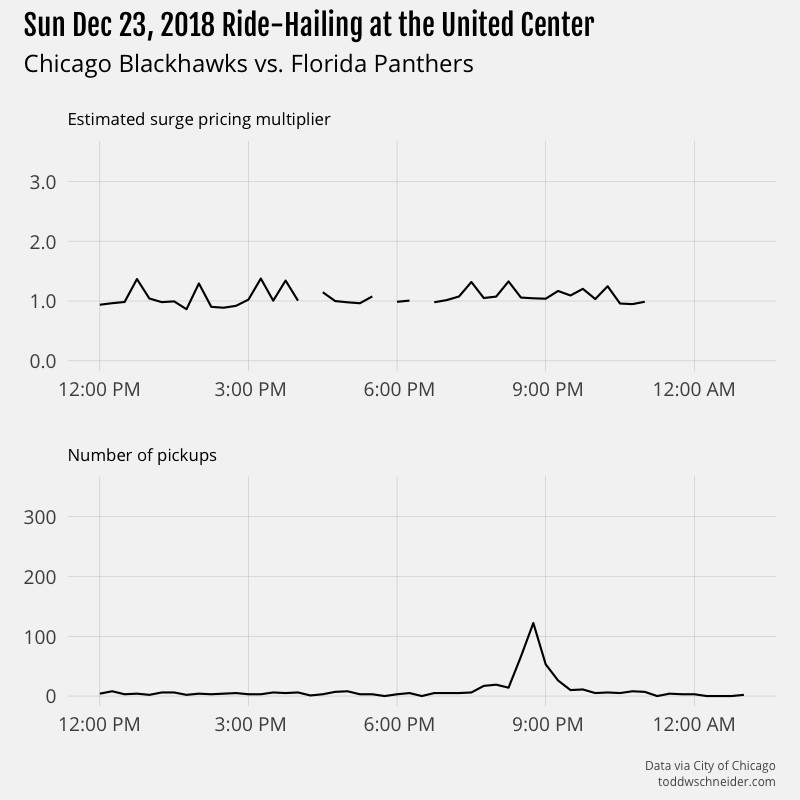 Sun Dec 23, 2018 Ride-Hailing at the United Center
Chicago Blackhawks vs. Florida Panthers
Estimated surge pricing multiplier
3.0
2.0
1.0
0.0
12:00 PM 3:00 PM 6:00 PM 9:00 PM 12:00 AM
Number of pickups
300
200
100
0
12:00 PM 3:00 PM 6:00 PM 9:00 PM 12:00 AM
Data via City of Chicago
toddwschneider.com